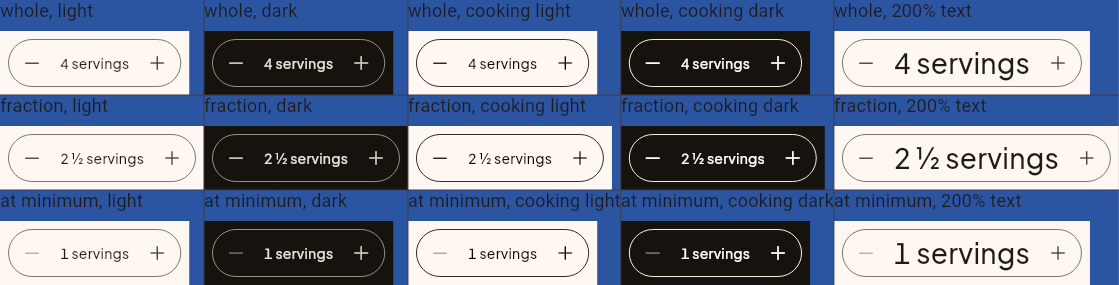 whole, light
whole, dark
whole, cooking light
whole, cooking dark
whole, 200% text
− 4 servings +
− 4 servings +
− 4 servings +
− 4 servings +
− 4 servings +
fraction, light
fraction, dark
fraction, cooking light
fraction, cooking dark
fraction, 200% text
− 2 ½ servings +
− 2 ½ servings +
− 2 ½ servings +
− 2 ½ servings +
− 2 ½ servings +
at minimum, light
at minimum, dark
at minimum, cooking light
at minimum, cooking dark
at minimum, 200% text
− 1 servings +
− 1 servings +
− 1 servings +
− 1 servings +
− 1 servings +